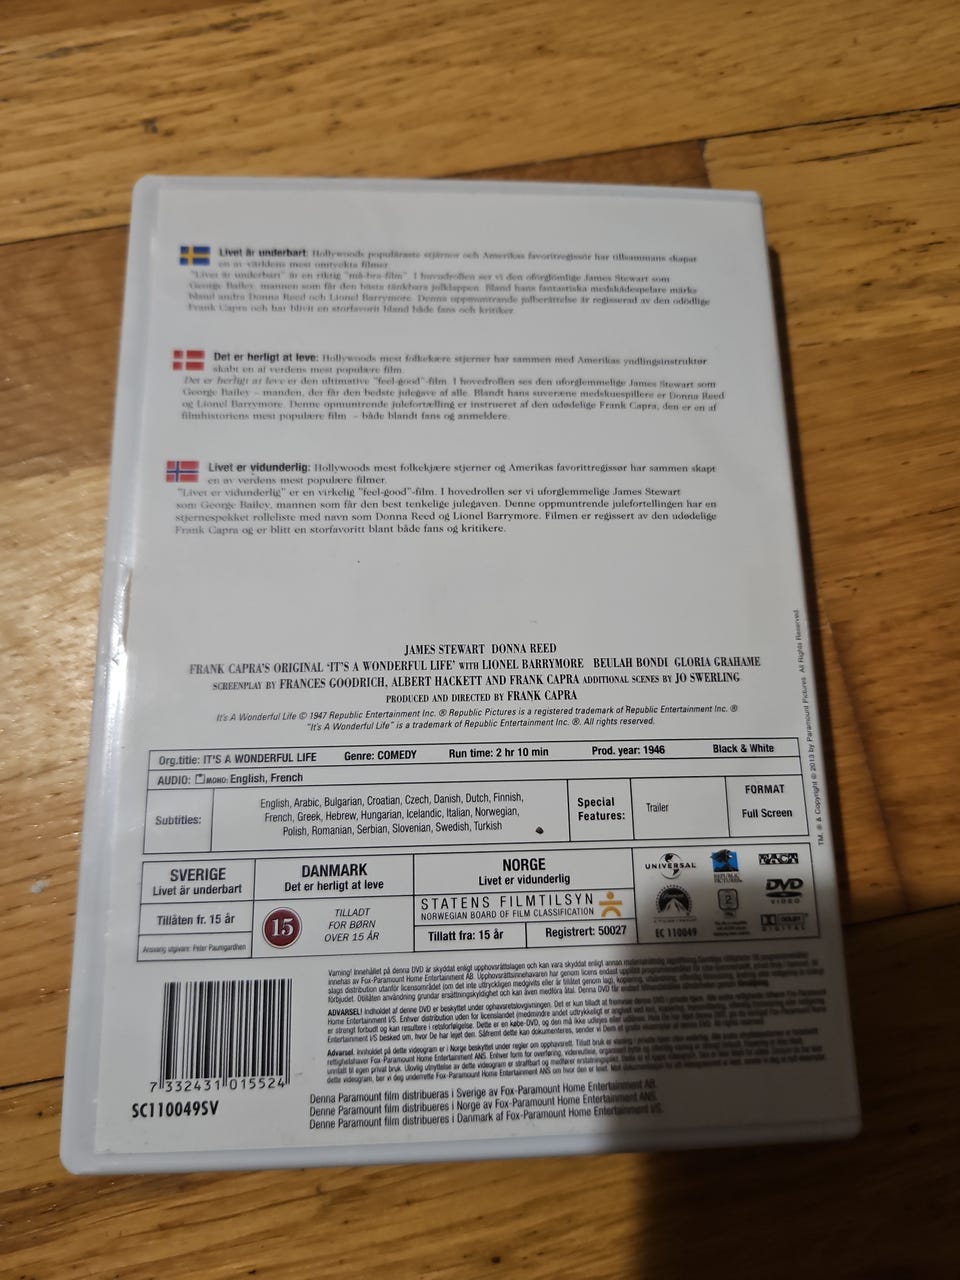 Livet är underbart: Hollywoods populäraste stjärnor och Amerikas favoritregissör har tillsammans skapat
en av världens mest omtyckta filmer.
"Livet är underbart" är en riktig "må-bra-film". I huvudrollen ser vi den oförglömlige James Stewart som
George Bailey, mannen som får den bästa tänkbara julklappen. Bland hans fantastiska medskådespelare märks
bland andra Donna Reed och Lionel Barrymore. Denna uppmuntrande julberättelse är regisserad av den odödlige
Frank Capra och har blivit en storfavorit bland både fans och kritiker.
Det er herligt at leve: Hollywoods mest folkekære stjerner har sammen med Amerikas yndlingsinstruktør
skabt en af verdens mest populære film.
Det er herligt at leve er den ultimative "feel-good"-film. I hovedrollen ses den uforglemmelige James Stewart som
George Bailey – manden, der får den bedste julegave af alle. Blandt hans suveræne medskuespillere er Donna Reed
og Lionel Barrymore. Denne opmuntrende julefortælling er instrueret af den udødelige Frank Capra, den er en af
filmhistoriens mest populære film – både blandt fans og anmeldere.
Livet er vidunderlig: Hollywoods mest folkekjære stjerner og Amerikas favorittregissør har sammen skapt
en av verdens mest populære filmer.
"Livet er vidunderlig" er en virkelig "feel-good"-film. I hovedrollen ser vi uforglemmelige James Stewart
som George Bailey, mannen som får den best tenkelige julegaven. Denne oppmuntrende julefortellingen har en
stjernespekket rolleliste med navn som Donna Reed og Lionel Barrymore. Filmen er regissert av den udødelige
Frank Capra og er blitt en storfavoritt blant både fans og kritikere.
JAMES STEWART DONNA REED
FRANK CAPRA'S ORIGINAL 'IT'S A WONDERFUL LIFE' WITH LIONEL BARRYMORE BEULAH BONDI GLORIA GRAHAME
SCREENPLAY BY FRANCES GOODRICH, ALBERT HACKETT AND FRANK CAPRA ADDITIONAL SCENES BY JO SWERLING
PRODUCED AND DIRECTED BY FRANK CAPRA
It's A Wonderful Life © 1947 Republic Entertainment Inc. ® Republic Pictures is a registered trademark of Republic Entertainment Inc. ®
"It's A Wonderful Life" is a trademark of Republic Entertainment Inc. ®. All rights reserved.
TM, ® & Copyright © 2013 by Paramount Pictures. All Rights Reserved.
Org.title: IT'S A WONDERFUL LIFE Genre: COMEDY Run time: 2 hr 10 min Prod. year: 1946 Black & White
AUDIO: MONO: English, French
Subtitles:
English, Arabic, Bulgarian, Croatian, Czech, Danish, Dutch, Finnish,
French, Greek, Hebrew, Hungarian, Icelandic, Italian, Norwegian,
Polish, Romanian, Serbian, Slovenian, Swedish, Turkish
Special
Features:
Trailer
FORMAT
Full Screen
SVERIGE
Livet är underbart
Tillåten fr. 15 år
Ansvarig utgivare: Peter Paumgardhen
DANMARK
Det er herligt at leve
15
TILLADT
FOR BØRN
OVER 15 ÅR
NORGE
Livet er vidunderlig
STATENS FILMTILSYN
NORWEGIAN BOARD OF FILM CLASSIFICATION
Tillatt fra: 15 år Registrert: 50027
UNIVERSAL
REPUBLIC
PICTURES
DVD
VIDEO
2
DOLBY
DIGITAL
EC 110049
7 332431 015524
SC110049SV
Denna Paramount film distribueras i Sverige av Fox-Paramount Home Entertainment AB.
Denne Paramount film distribueres i Norge av Fox-Paramount Home Entertainment ANS.
Denne Paramount film distribueres i Danmark af Fox-Paramount Home Entertainment I/S.